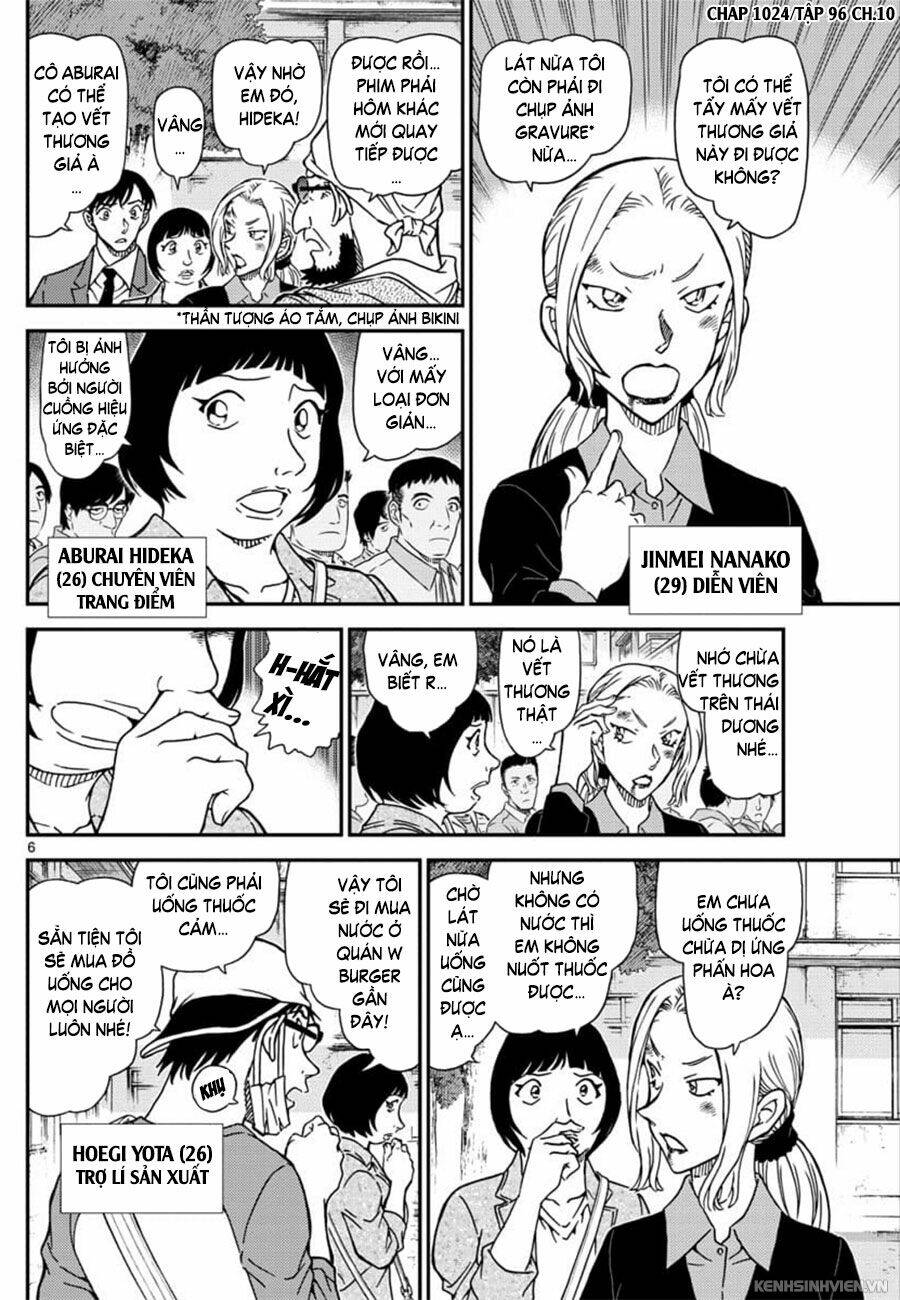 CHAP 1024/TẬP 96 CH.10
TÔI CÓ THỂ
TẨY MẤY VẾT
THƯƠNG GIẢ
NÀY ĐI ĐƯỢC
KHÔNG?
LÁT NỮA TÔI
CÒN PHẢI ĐI
CHỤP ẢNH
GRAVURE*
NỮA...
JINMEI NANAKO
(29) DIỄN VIÊN
ĐƯỢC RỒI...
PHIM PHẢI
HÔM KHÁC
MỚI QUAY
TIẾP ĐƯỢC
...
VẬY NHỜ
EM ĐÓ,
HIDEKA!
VÂNG
...
CÔ ABURAI
CÓ THỂ
TẠO VẾT
THƯƠNG
GIẢ À
...
*THẦN TƯỢNG ÁO TẮM, CHỤP ẢNH BIKINI
VÂNG...
VỚI MẤY
LOẠI ĐƠN
GIẢN.
TÔI BỊ ẢNH
HƯỞNG
BỞI NGƯỜI
CUỒNG HIỆU
ỨNG ĐẶC
BIỆT...
ABURAI HIDEKA
(26) CHUYÊN VIÊN
TRANG ĐIỂM
NHỚ CHỪA
VẾT THƯƠNG
TRÊN THÁI
DƯƠNG
NHÉ...
NÓ LÀ
VẾT
THƯƠNG
THẬT
...
VÂNG, EM
BIẾT R...
H-HẮT
XÌ...
6
EM CHƯA
UỐNG THUỐC
CHỮA DỊ ỨNG
PHẤN HOA
À?
NHƯNG
KHÔNG CÓ
NƯỚC THÌ
EM KHÔNG
NUỐT THUỐC
ĐƯỢC...
CHỜ
LÁT
NỮA
UỐNG
CŨNG
ĐƯỢC
Ạ...
VẬY TÔI
SẼ ĐI MUA
NƯỚC Ở
QUÁN W
BURGER
GẦN
ĐÂY!
TÔI CŨNG PHẢI
UỐNG THUỐC
CẢM...
SẲN TIỆN TÔI
SẼ MUA ĐỒ
UỐNG CHO
MỌI NGƯỜI
LUÔN NHÉ!
KHỤ
HOEGI YOTA (26)
TRỢ LÍ SẢN XUẤT
KENHSINHVIEN.VN